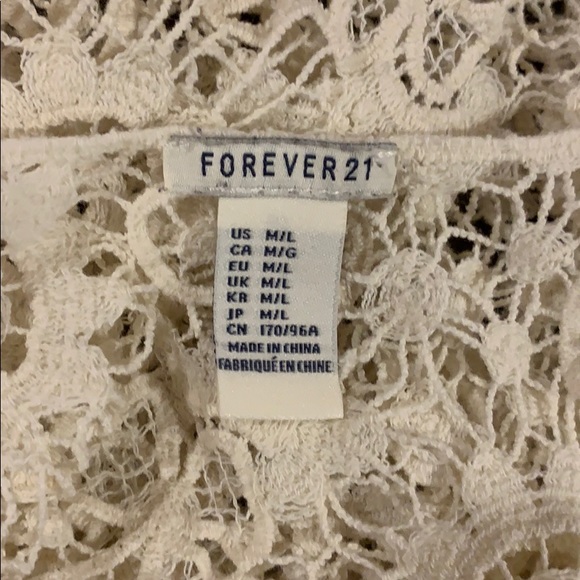 FOREVER 21
US M/L
CA M/G
EU M/L
UK M/L
KR M/L
JP M/L
CN 170/96A
MADE IN CHINA
FABRIQUÉ EN CHINE